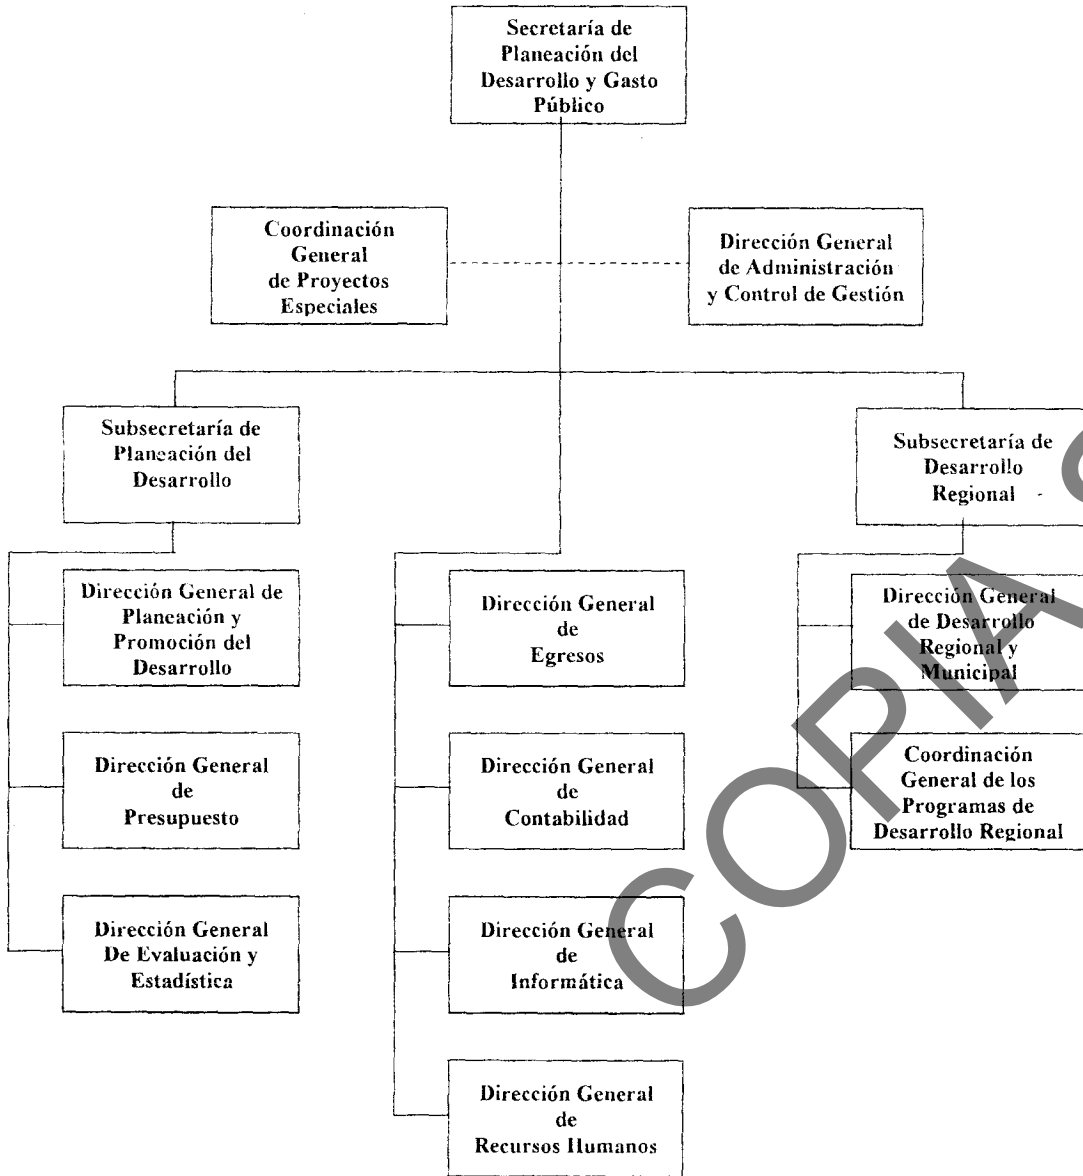 Secretaría de
Planeación del
Desarrollo y Gasto
Público
Coordinación
General
de Proyectos
Especiales
Dirección General
de Administración
y Control de Gestión
Subsecretaría de
Planeación del
Desarrollo
Subsecretaría de
Desarrollo
Regional
Dirección General de
Planeación y
Promoción del
Desarrollo
Dirección General
de
Egresos
Dirección General
de Desarrollo
Regional y
Municipal
Dirección General
de
Presupuesto
Dirección General
de
Contabilidad
Coordinación
General de los
Programas de
Desarrollo Regional
Dirección General
De Evaluación y
Estadística
Dirección General
de
Informática
Dirección General
de
Recursos Humanos
COPIA